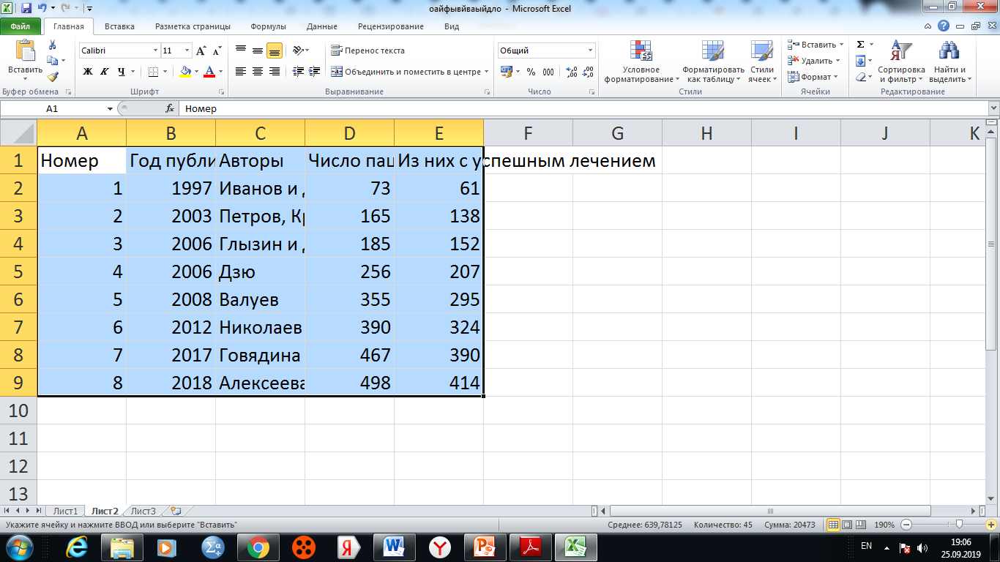 оайфывйваыйдло - Microsoft Excel
Файл Главная Вставка Разметка страницы Формулы Данные Рецензирование Вид
Вставить
Буфер обмена
Calibri 11
Ж К Ч
Шрифт
Перенос текста
Объединить и поместить в центре
Выравнивание
Общий
% 000
Число
Условное форматирование
Форматировать как таблицу
Стили ячеек
Стили
Вставить
Удалить
Формат
Ячейки
Σ
Сортировка и фильтр
Найти и выделить
Редактирование
A1 fx Номер
A B C D E F G H I J K
1 Номер Год публи Авторы Число пац Из них с успешным лечением
2 1 1997 Иванов и д 73 61
3 2 2003 Петров, Кр 165 138
4 3 2006 Глызин и д 185 152
5 4 2006 Дзю 256 207
6 5 2008 Валуев 355 295
7 6 2012 Николаев 390 324
8 7 2017 Говядина 467 390
9 8 2018 Алексеева 498 414
10
11
12
13
Лист1 Лист2 Лист3
Укажите ячейку и нажмите ВВОД или выберите "Вставить" Среднее: 639,78125 Количество: 45 Сумма: 20473 190%
EN 19:06
25.09.2019